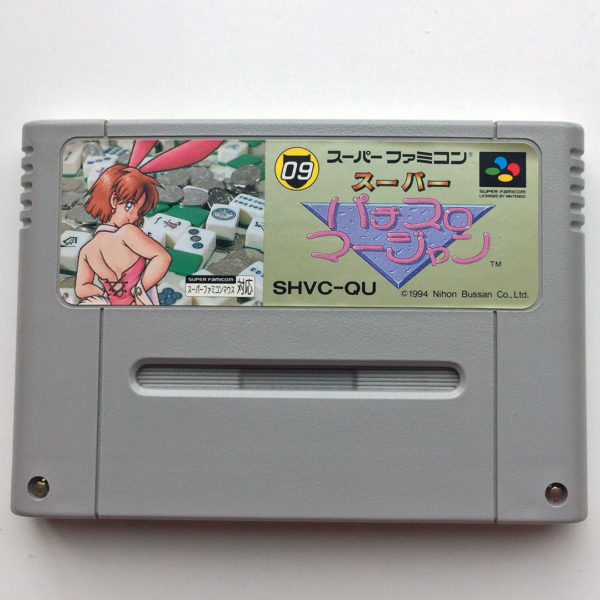 09
スーパー ファミコン
SUPER FAMICOM
LICENSED BY NINTENDO
スーパー
パチスロ
マージャン
TM
SUPER FAMICOM
スーパーファミコンマウス 対応
SHVC-QU
©1994 Nihon Bussan Co., Ltd.